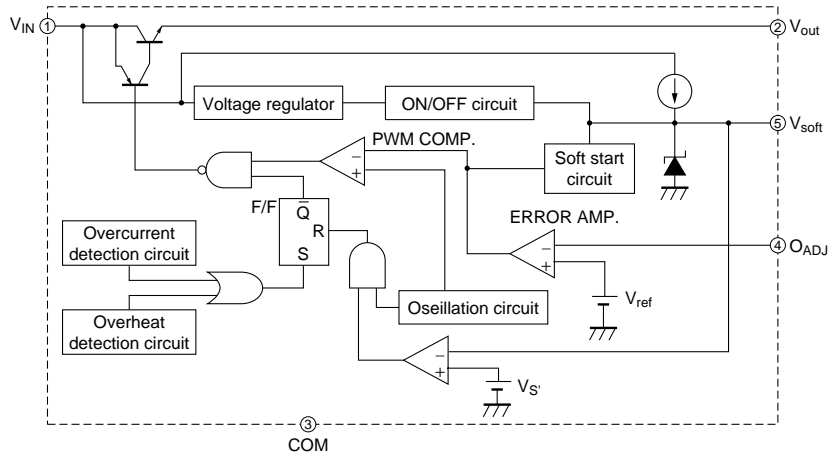 VIN ① ② Vout
Voltage regulator
ON/OFF circuit
⑤ Vsoft
PWM COMP.
−
+
Soft start
circuit
F/F
Q̅
R
S
ERROR AMP.
−
+
④ OADJ
Vref
Overcurrent
detection circuit
Overheat
detection circuit
Oseillation circuit
−
+
VS'
③
COM